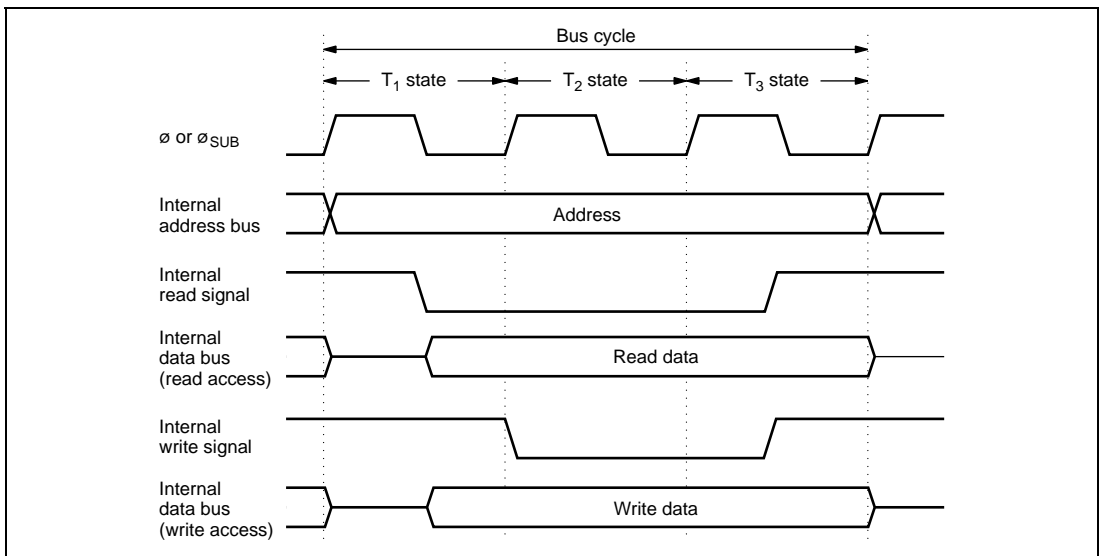 Bus cycle
T₁ state T₂ state T₃ state
ø or ø_SUB
Internal
address bus
Address
Internal
read signal
Internal
data bus
(read access)
Read data
Internal
write signal
Internal
data bus
(write access)
Write data